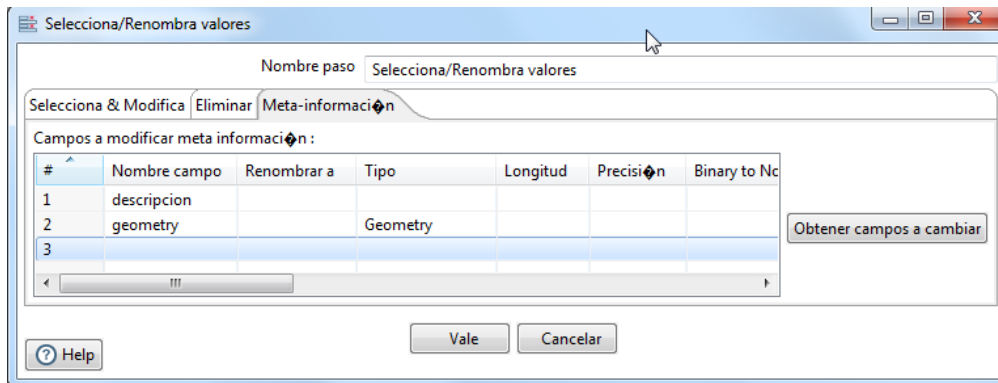 Selecciona/Renombra valores
Nombre paso Selecciona/Renombra valores
Selecciona & Modifica Eliminar Meta-informaci�n
Campos a modificar meta informaci�n :
# Nombre campo Renombrar a Tipo Longitud Precisi�n Binary to Nc
1 descripcion
2 geometry Geometry
3
Obtener campos a cambiar
Vale Cancelar
Help